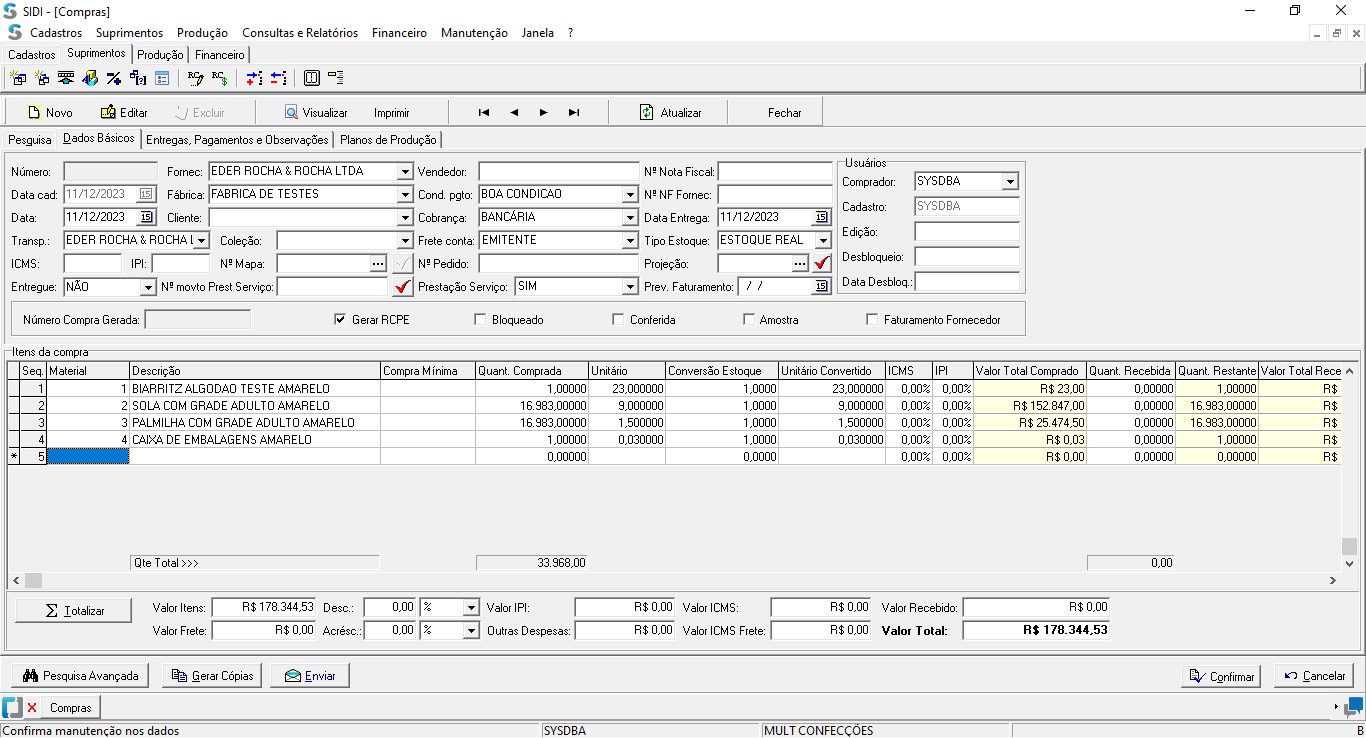 SIDI - [Compras]
Cadastros Suprimentos Produção Consultas e Relatórios Financeiro Manutenção Janela ?
Cadastros Suprimentos Produção Financeiro
Novo Editar Excluir Visualizar Imprimir Atualizar Fechar
Pesquisa Dados Básicos Entregas, Pagamentos e Observações Planos de Produção
Número: Fornec: EDER ROCHA & ROCHA LTDA Vendedor: Nº Nota Fiscal: Usuários
Comprador: SYSDBA
Data cad: 11/12/2023 15 Fábrica: FABRICA DE TESTES Cond. pgto: BOA CONDICAO Nº NF Fornec:
Cadastro: SYSDBA
Data: 11/12/2023 15 Cliente: Cobrança: BANCÁRIA Data Entrega: 11/12/2023 15
Edição:
Transp.: EDER ROCHA & ROCHA L Coleção: Frete conta: EMITENTE Tipo Estoque: ESTOQUE REAL
Desbloqueio:
ICMS: IPI: Nº Mapa: ... Nº Pedido: Projeção: ...
Data Desbloq.:
Entregue: NÃO Nº movto Prest Serviço: Prestação Serviço: SIM Prev. Faturamento: / / 15
Número Compra Gerada: Gerar RCPE Bloqueado Conferida Amostra Faturamento Fornecedor
Itens da compra
Seq. Material Descrição Compra Mínima Quant. Comprada Unitário Conversão Estoque Unitário Convertido ICMS IPI Valor Total Comprado Quant. Recebida Quant. Restante Valor Total Rece
1 1 BIARRITZ ALGODAO TESTE AMARELO 1,00000 23,000000 1,0000 23,000000 0,00% 0,00% R$ 23,00 0,00000 1,00000 R$
2 2 SOLA COM GRADE ADULTO AMARELO 16.983,00000 9,000000 1,0000 9,000000 0,00% 0,00% R$ 152.847,00 0,00000 16.983,00000 R$
3 3 PALMILHA COM GRADE ADULTO AMARELO 16.983,00000 1,500000 1,0000 1,500000 0,00% 0,00% R$ 25.474,50 0,00000 16.983,00000 R$
4 4 CAIXA DE EMBALAGENS AMARELO 1,00000 0,030000 1,0000 0,030000 0,00% 0,00% R$ 0,03 0,00000 1,00000 R$
* 5 0,00000 0,0000 0,00% 0,00% R$ 0,00 0,00000 0,00000 R$
Qte Total >>> 33.968,00 0,00
Σ Totalizar Valor Itens: R$ 178.344,53 Desc.: 0,00 % Valor IPI: R$ 0,00 Valor ICMS: R$ 0,00 Valor Recebido: R$ 0,00
Valor Frete: R$ 0,00 Acrésc.: 0,00 % Outras Despesas: R$ 0,00 Valor ICMS Frete: R$ 0,00 Valor Total: R$ 178.344,53
Pesquisa Avançada Gerar Cópias Enviar Confirmar Cancelar
Compras
Confirma manutenção nos dados SYSDBA MULT CONFECÇÕES B